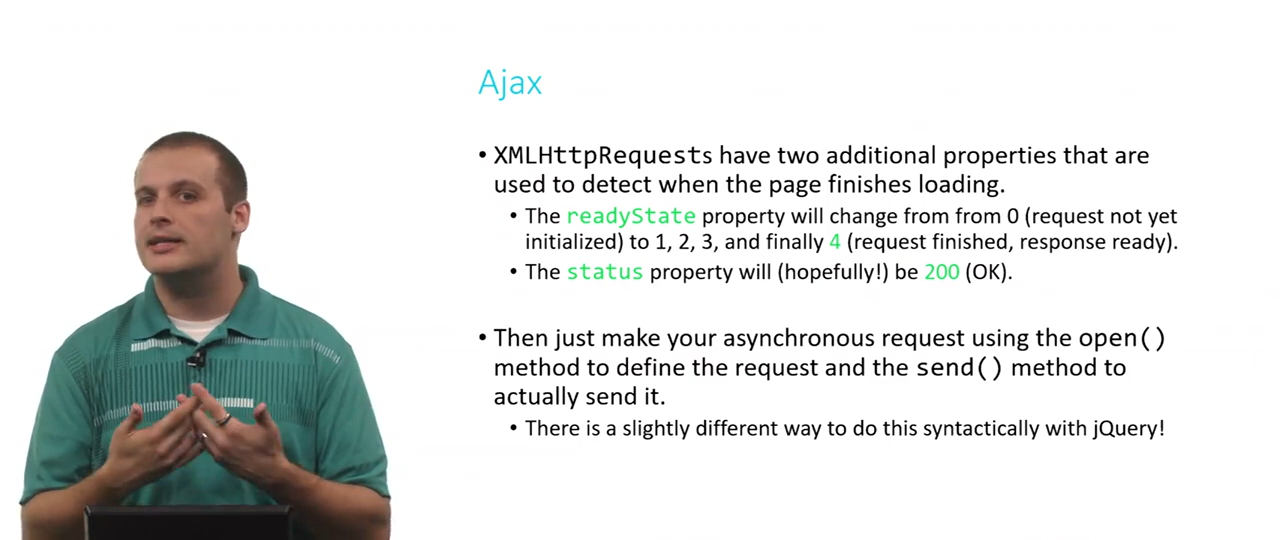 Ajax
• XMLHttpRequests have two additional properties that are
used to detect when the page finishes loading.
• The readyState property will change from from 0 (request not yet
initialized) to 1, 2, 3, and finally 4 (request finished, response ready).
• The status property will (hopefully!) be 200 (OK).
• Then just make your asynchronous request using the open()
method to define the request and the send() method to
actually send it.
• There is a slightly different way to do this syntactically with jQuery!